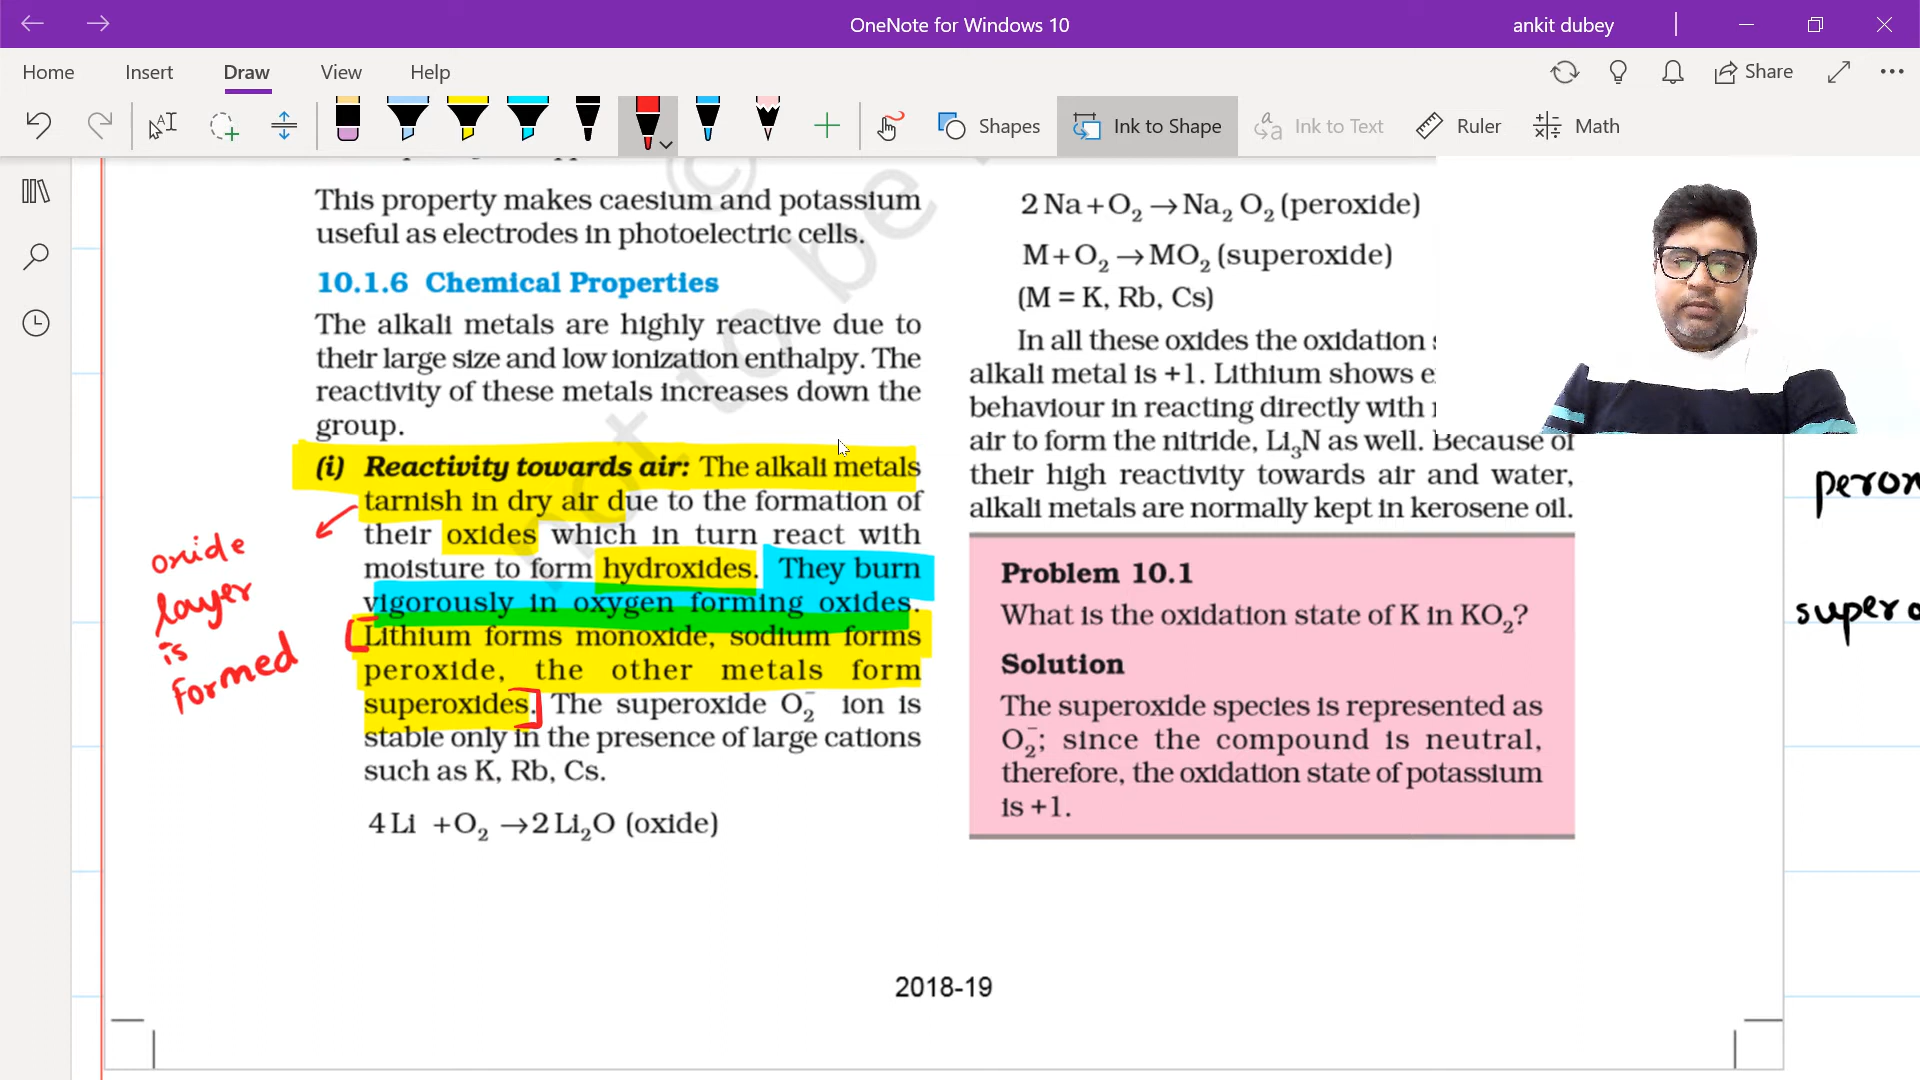 OneNote for Windows 10
ankit dubey
Home
Insert
Draw
View
Help
Share
Shapes
Ink to Shape
Ink to Text
Ruler
Math
© not to be
This property makes caesium and potassium
useful as electrodes in photoelectric cells.
10.1.6 Chemical Properties
The alkali metals are highly reactive due to
their large size and low ionization enthalpy. The
reactivity of these metals increases down the
group.
(i) Reactivity towards air: The alkali metals
tarnish in dry air due to the formation of
their oxides which in turn react with
moisture to form hydroxides. They burn
vigorously in oxygen forming oxides.
Lithium forms monoxide, sodium forms
peroxide, the other metals form
superoxides. The superoxide O₂⁻ ion is
stable only in the presence of large cations
such as K, Rb, Cs.
4 Li + O₂ → 2 Li₂O (oxide)
oxide
layer
is
formed
2 Na + O₂ → Na₂ O₂ (peroxide)
M + O₂ → MO₂ (superoxide)
(M = K, Rb, Cs)
In all these oxides the oxidation
alkali metal is +1. Lithium shows
behaviour in reacting directly with
air to form the nitride, Li₃N as well. Because of
their high reactivity towards air and water,
alkali metals are normally kept in kerosene oil.
Problem 10.1
What is the oxidation state of K in KO₂?
Solution
The superoxide species is represented as
O₂⁻; since the compound is neutral,
therefore, the oxidation state of potassium
is +1.
2018-19